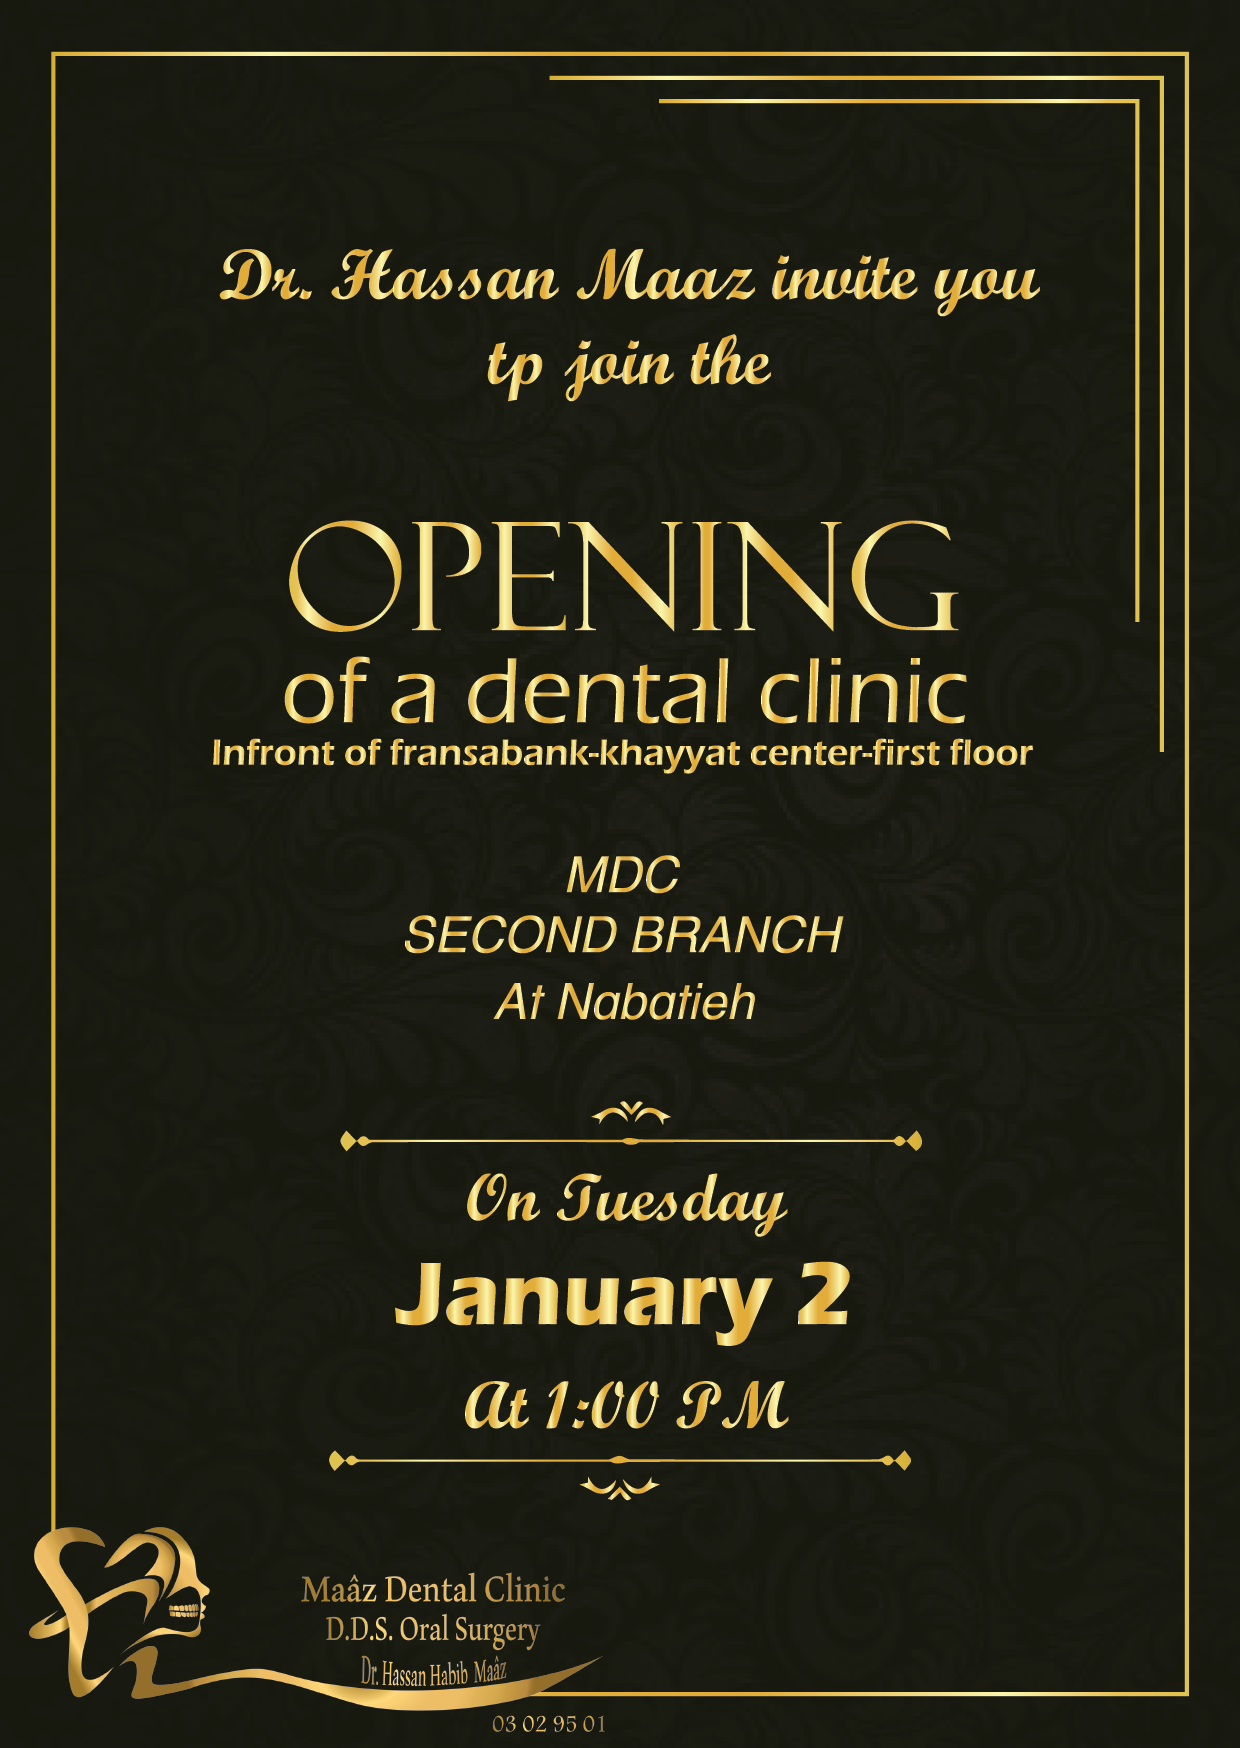 Dr. Hassan Maaz invite you
tp join the
OPENING
of a dental clinic
Infront of fransabank-khayyat center-first floor
MDC
SECOND BRANCH
At Nabatieh
On Tuesday
January 2
At 1:00 PM
Maâz Dental Clinic
D.D.S. Oral Surgery
Dr. Hassan Habib Maâz
03 02 95 01